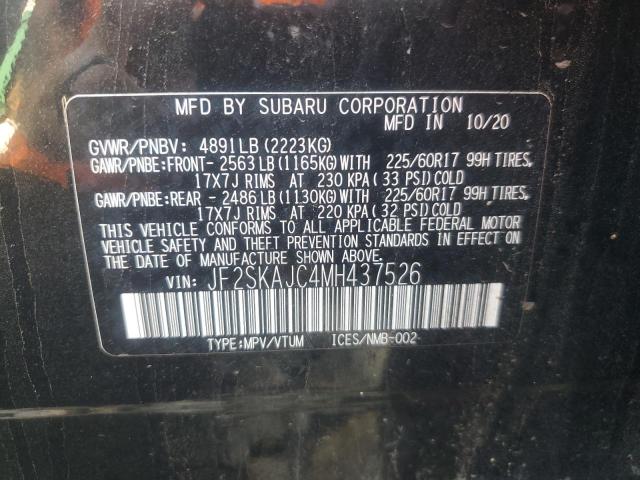 MFD BY SUBARU CORPORATION
MFD IN 10/20
GVWR/PNBV: 4891LB (2223KG)
GAWR/PNBE:FRONT- 2563 LB (1165KG) WITH 225/60R17 99H TIRES,
17X7J RIMS AT 230 KPA (33 PSI) COLD
GAWR/PNBE:REAR - 2486 LB (1130KG) WITH 225/60R17 99H TIRES,
17X7J RIMS AT 220 KPA (32 PSI) COLD
THIS VEHICLE CONFORMS TO ALL APPLICABLE FEDERAL MOTOR
VEHICLE SAFETY AND THEFT PREVENTION STANDARDS IN EFFECT ON
THE DATE OF MANUFACTURE SHOWN ABOVE.
VIN: JF2SKAJC4MH437526
TYPE:MPV/VTUM ICES/NMB-002